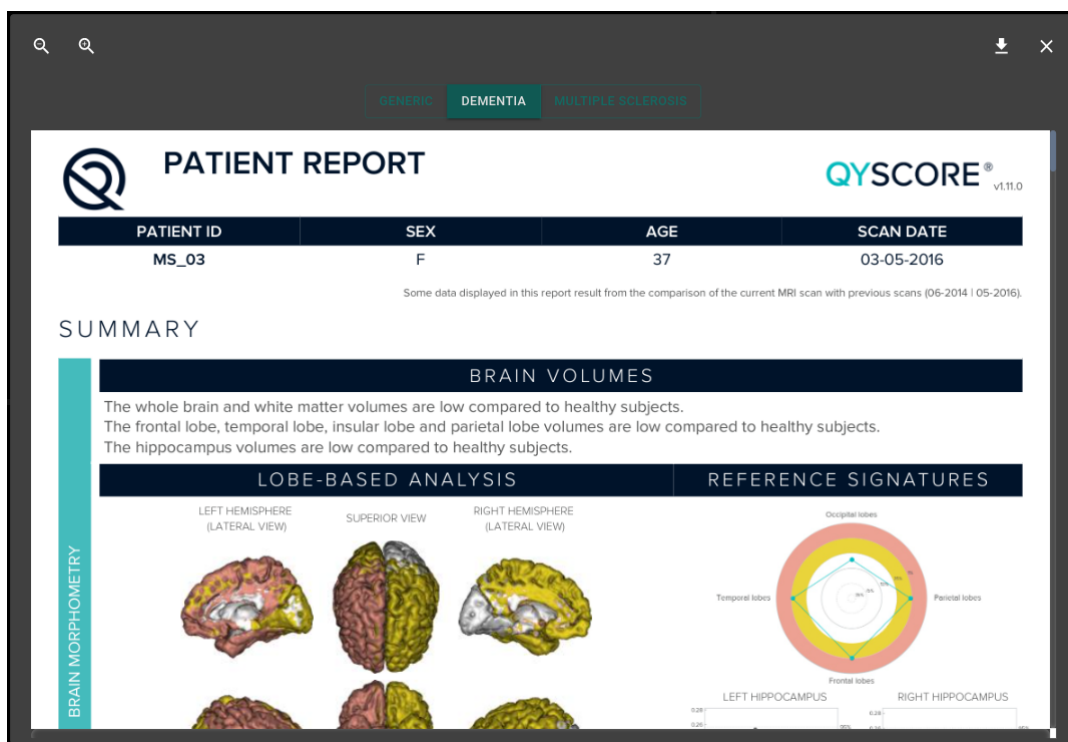 GENERIC DEMENTIA MULTIPLE SCLEROSIS
PATIENT REPORT
QYSCORE® v1.11.0
PATIENT ID SEX AGE SCAN DATE
MS_03 F 37 03-05-2016
Some data displayed in this report result from the comparison of the current MRI scan with previous scans (06-2014 | 05-2016).
SUMMARY
BRAIN VOLUMES
The whole brain and white matter volumes are low compared to healthy subjects.
The frontal lobe, temporal lobe, insular lobe and parietal lobe volumes are low compared to healthy subjects.
The hippocampus volumes are low compared to healthy subjects.
LOBE-BASED ANALYSIS REFERENCE SIGNATURES
LEFT HEMISPHERE
(LATERAL VIEW)
SUPERIOR VIEW
RIGHT HEMISPHERE
(LATERAL VIEW)
Occipital lobes
Temporal lobes
Parietal lobes
Frontal lobes
BRAIN MORPHOMETRY
LEFT HIPPOCAMPUS RIGHT HIPPOCAMPUS
0.28
0.28